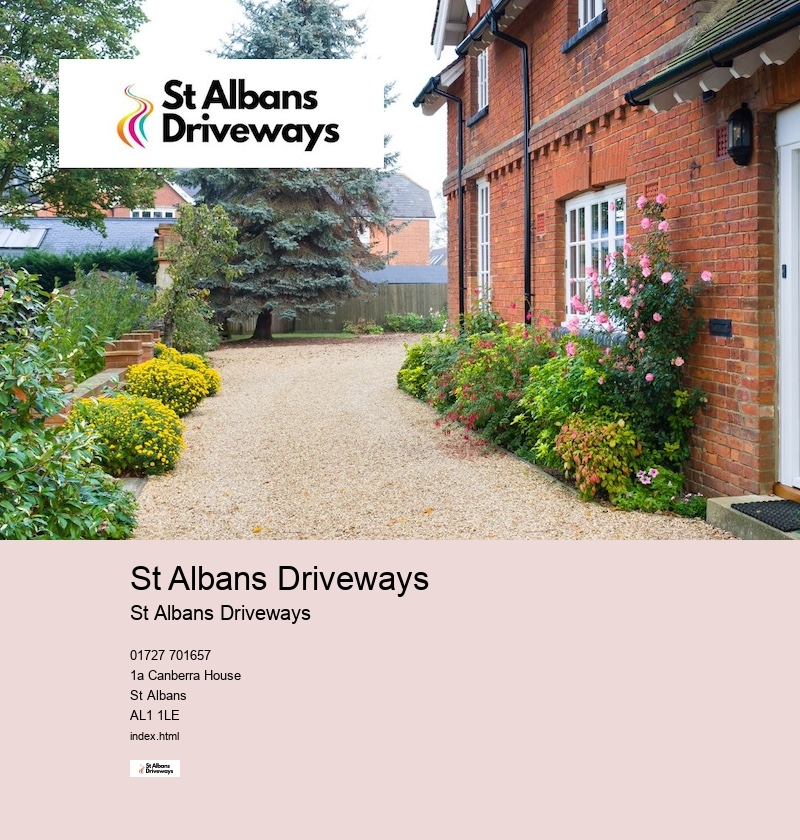 St Albans
Driveways
St Albans Driveways
St Albans Driveways
01727 701657
1a Canberra House
St Albans
AL1 1LE
index.html
St Albans
Driveways